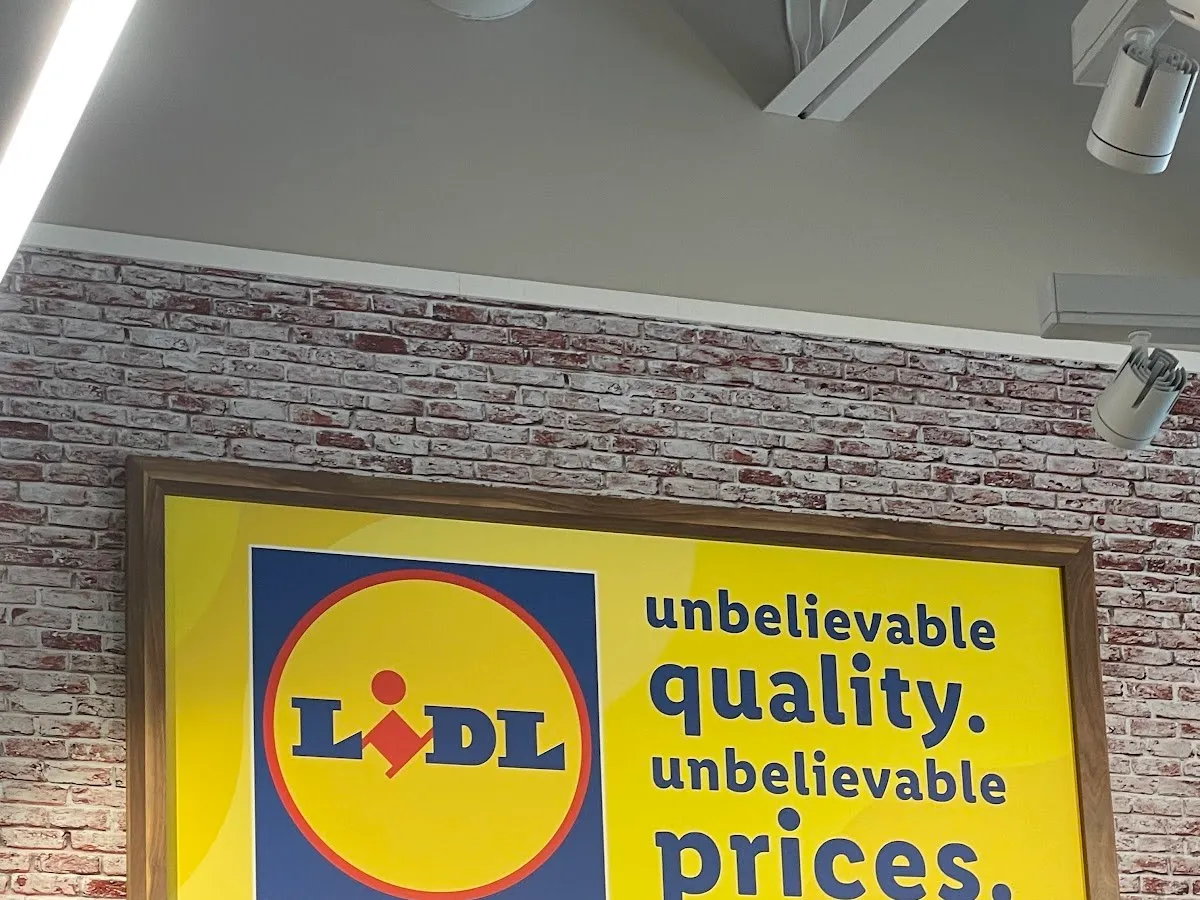 LiDL
unbelievable
quality.
unbelievable
prices.